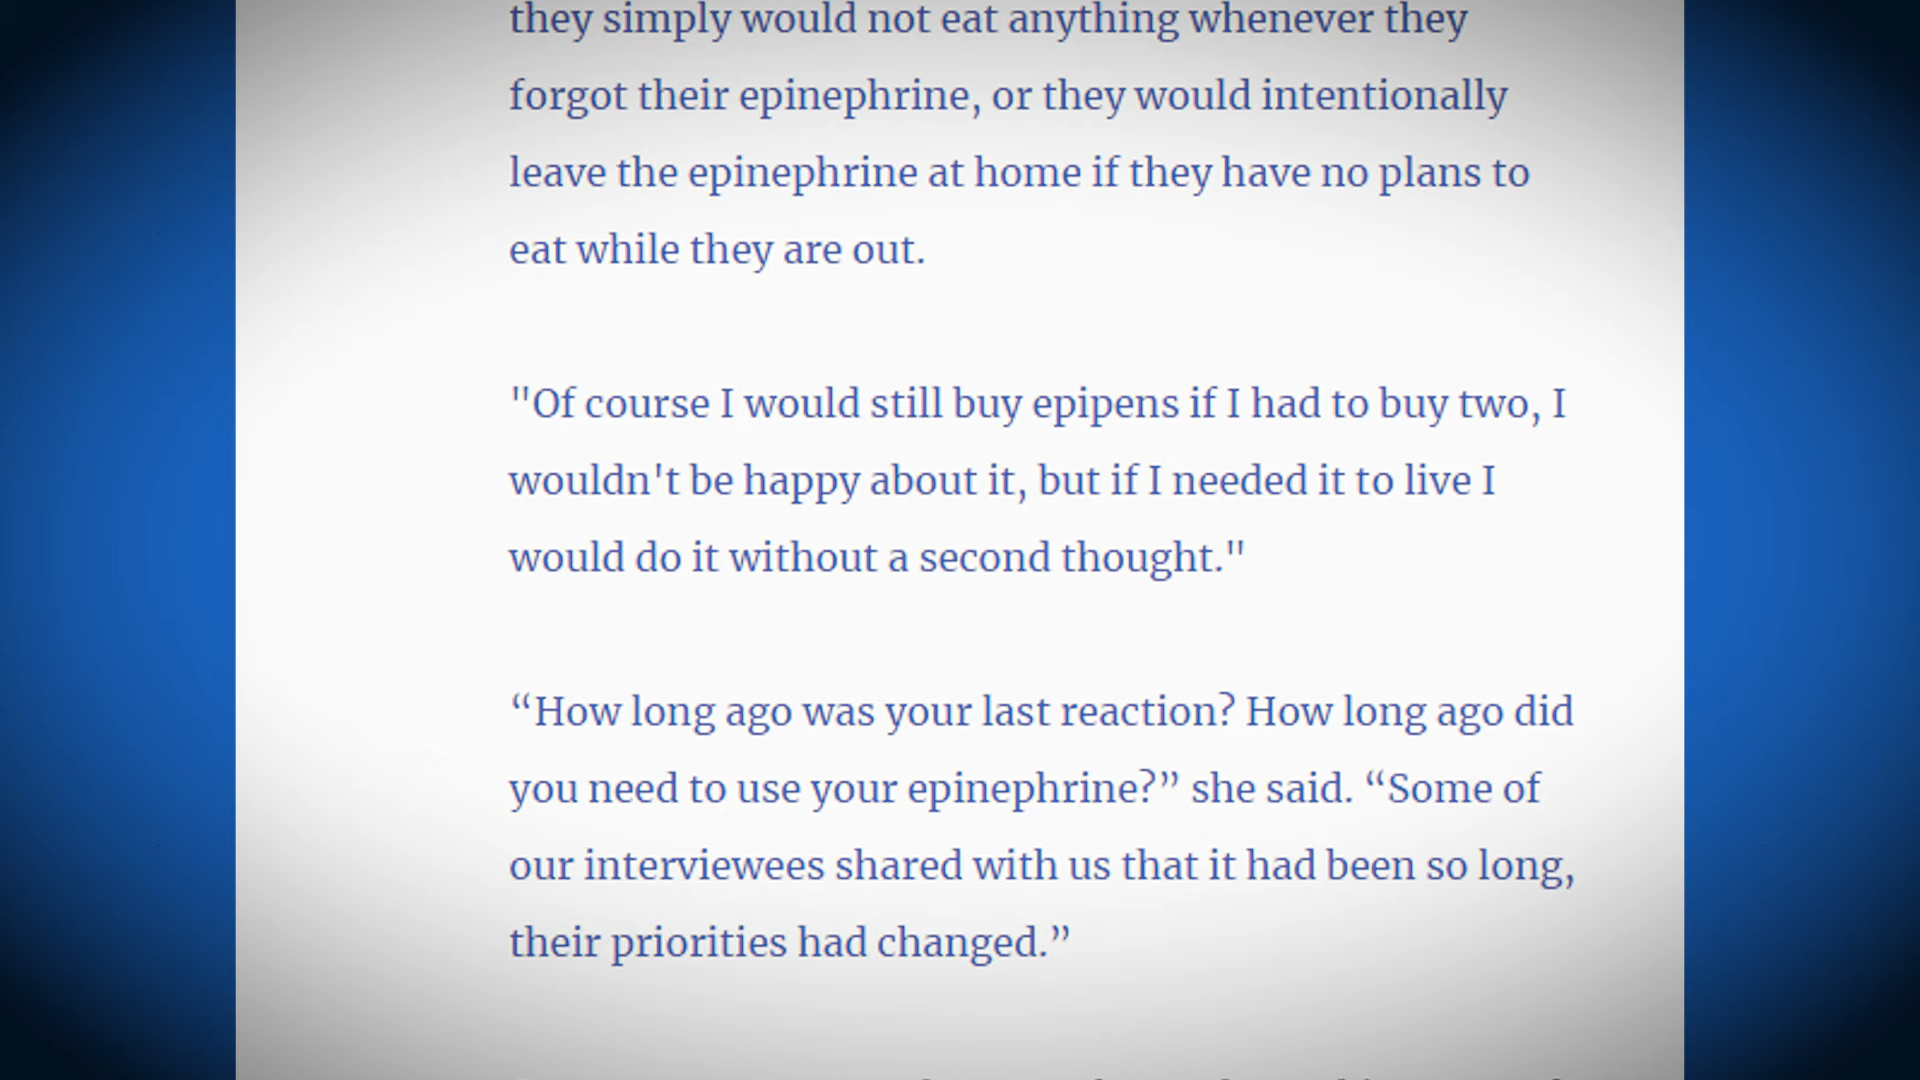 they simply would not eat anything whenever they
forgot their epinephrine, or they would intentionally
leave the epinephrine at home if they have no plans to
eat while they are out.
"Of course I would still buy epipens if I had to buy two, I
wouldn't be happy about it, but if I needed it to live I
would do it without a second thought."
“How long ago was your last reaction? How long ago did
you need to use your epinephrine?” she said. “Some of
our interviewees shared with us that it had been so long,
their priorities had changed.”